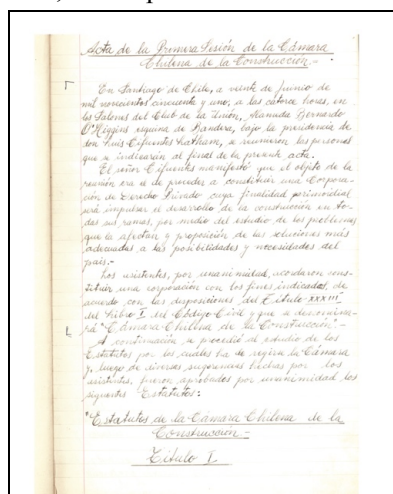 Acta de la Primera Sesión de la Cámara
Chilena de la Construcción.-
En Santiago de Chile, a veinte de Junio de
mil novecientos cincuenta y uno, a las catorce horas, en
los Salones del Club de la Unión, Alameda Bernardo
O'Higgins esquina de Bandera, bajo la presidencia de
don Luis Cifuentes Latham, se reunieron las personas
que se indicarán al final de la presente acta.
El señor Cifuentes manifestó que el objeto de la
reunión era el de proceder a constituir una Corpora-
ción de Derecho Privado cuya finalidad primordial
será impulsar el desarrollo de la construcción en to-
das sus ramas, por medio del estudio de los problemas
que la afectan y proposición de las soluciones más
adecuadas a las posibilidades y necesidades del
país.-
Los asistentes, por unanimidad, acordaron cons-
tituir una corporación con los fines indicados, de
acuerdo con las disposiciones del Título XXXIII
del Libro I del Código Civil y que se denomina-
rá "Cámara Chilena de la Construcción".-
A continuación se procedió al estudio de los
Estatutos por los cuales ha de regirse la Cámara
y, luego de diversas sugerencias hechas por los
asistentes, fueron aprobados por unanimidad los
siguientes Estatutos:
"Estatutos de la Cámara Chilena de la
Construcción -
Título I